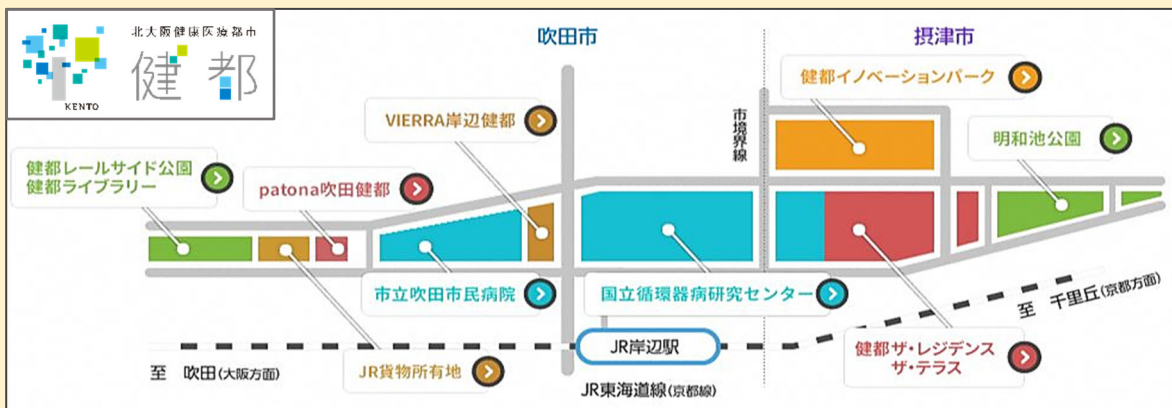 北大阪健康医療都市
健都
KENTO
吹田市
摂津市
健都イノベーションパーク
VIERRA岸辺健都
市境界線
明和池公園
健都レールサイド公園
健都ライブラリー
patona吹田健都
市立吹田市民病院
国立循環器病研究センター
至 千里丘(京都方面)
JR岸辺駅
健都ザ・レジデンス
ザ・テラス
至 吹田(大阪方面)
JR貨物所有地
JR東海道線(京都線)